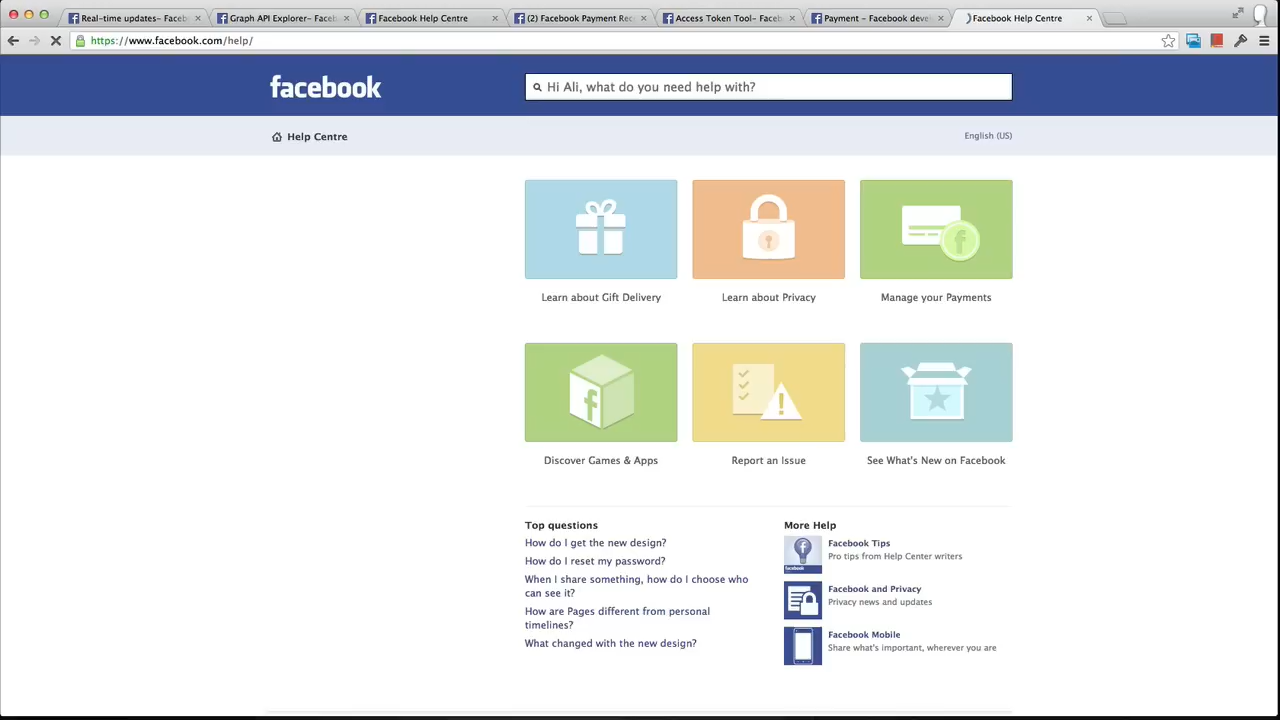 Real-time updates– Facebo
Graph API Explorer– Faceb
Facebook Help Centre
(2) Facebook Payment Rec
Access Token Tool– Facebo
Payment – Facebook devel
Facebook Help Centre
https://www.facebook.com/help/
facebook
Hi Ali, what do you need help with?
Help Centre
English (US)
Learn about Gift Delivery
Learn about Privacy
Manage your Payments
Discover Games & Apps
Report an Issue
See What's New on Facebook
Top questions
How do I get the new design?
How do I reset my password?
When I share something, how do I choose who
can see it?
How are Pages different from personal
timelines?
What changed with the new design?
More Help
Facebook Tips
Pro tips from Help Center writers
Facebook and Privacy
Privacy news and updates
Facebook Mobile
Share what's important, wherever you are